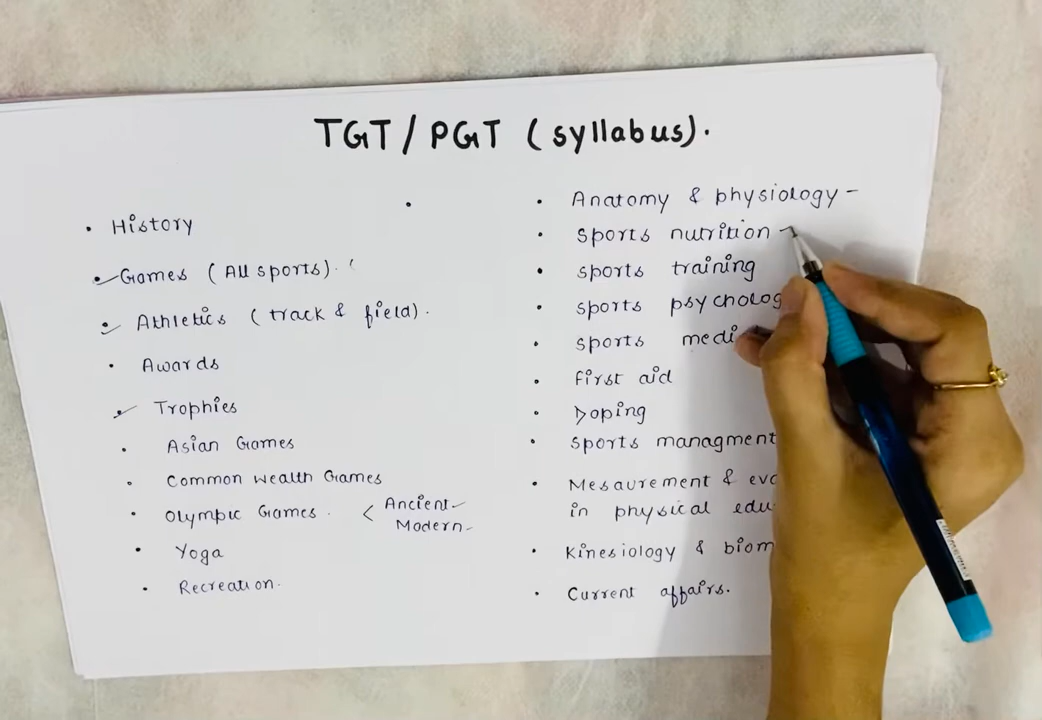 TGT / PGT (syllabus).
• History
• Games (All sports).
• Athletics (track & field).
• Awards
• Trophies
• Asian Games
• Common wealth Games
• Olympic Games. < Ancient-
Modern-
• Yoga
• Recreation.
• Anatomy & physiology -
• sports nutrition -
• sports training
• sports
• sports
• first aid
• Doping
• sports managment
• Mesaurement &
in physical
• Kinesiology &
• Current affairs.